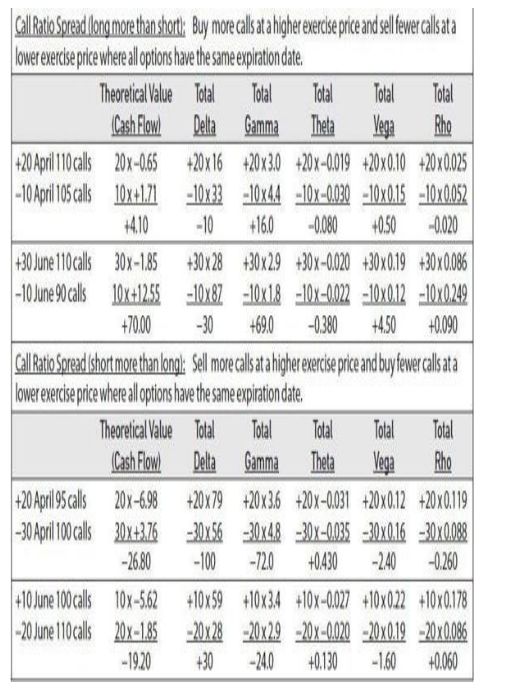 Call Ratio Spread (long more than short): Buy more calls at a higher exercise price and sell fewer calls at a
lower exercise price where all options have the same expiration date.
Theoretical Value Total Total Total Total Total
(Cash Flow) Delta Gamma Theta Vega Rho
+20 April 110 calls 20 x –0.65 +20 x 16 +20 x 3.0 +20 x –0.019 +20 x 0.10 +20 x 0.025
–10 April 105 calls 10 x +1.71 –10 x 33 –10 x 4.4 –10 x –0.030 –10 x 0.15 –10 x 0.052
+4.10 –10 +16.0 –0.080 +0.50 –0.020
+30 June 110 calls 30 x –1.85 +30 x 28 +30 x 2.9 +30 x –0.020 +30 x 0.19 +30 x 0.086
–10 June 90 calls 10 x +12.55 –10 x 87 –10 x 1.8 –10 x –0.022 –10 x 0.12 –10 x 0.249
+70.00 –30 +69.0 –0.380 +4.50 +0.090
Call Ratio Spread (short more than long): Sell more calls at a higher exercise price and buy fewer calls at a
lower exercise price where all options have the same expiration date.
Theoretical Value Total Total Total Total Total
(Cash Flow) Delta Gamma Theta Vega Rho
+20 April 95 calls 20 x –6.98 +20 x 79 +20 x 3.6 +20 x –0.031 +20 x 0.12 +20 x 0.119
–30 April 100 calls 30 x +3.76 –30 x 56 –30 x 4.8 –30 x –0.035 –30 x 0.16 –30 x 0.088
–26.80 –100 –72.0 +0.430 –2.40 –0.260
+10 June 100 calls 10 x –5.62 +10 x 59 +10 x 3.4 +10 x –0.027 +10 x 0.22 +10 x 0.178
–20 June 110 calls 20 x –1.85 –20 x 28 –20 x 2.9 –20 x –0.020 –20 x 0.19 –20 x 0.086
–19.20 +30 –24.0 +0.130 –1.60 +0.060